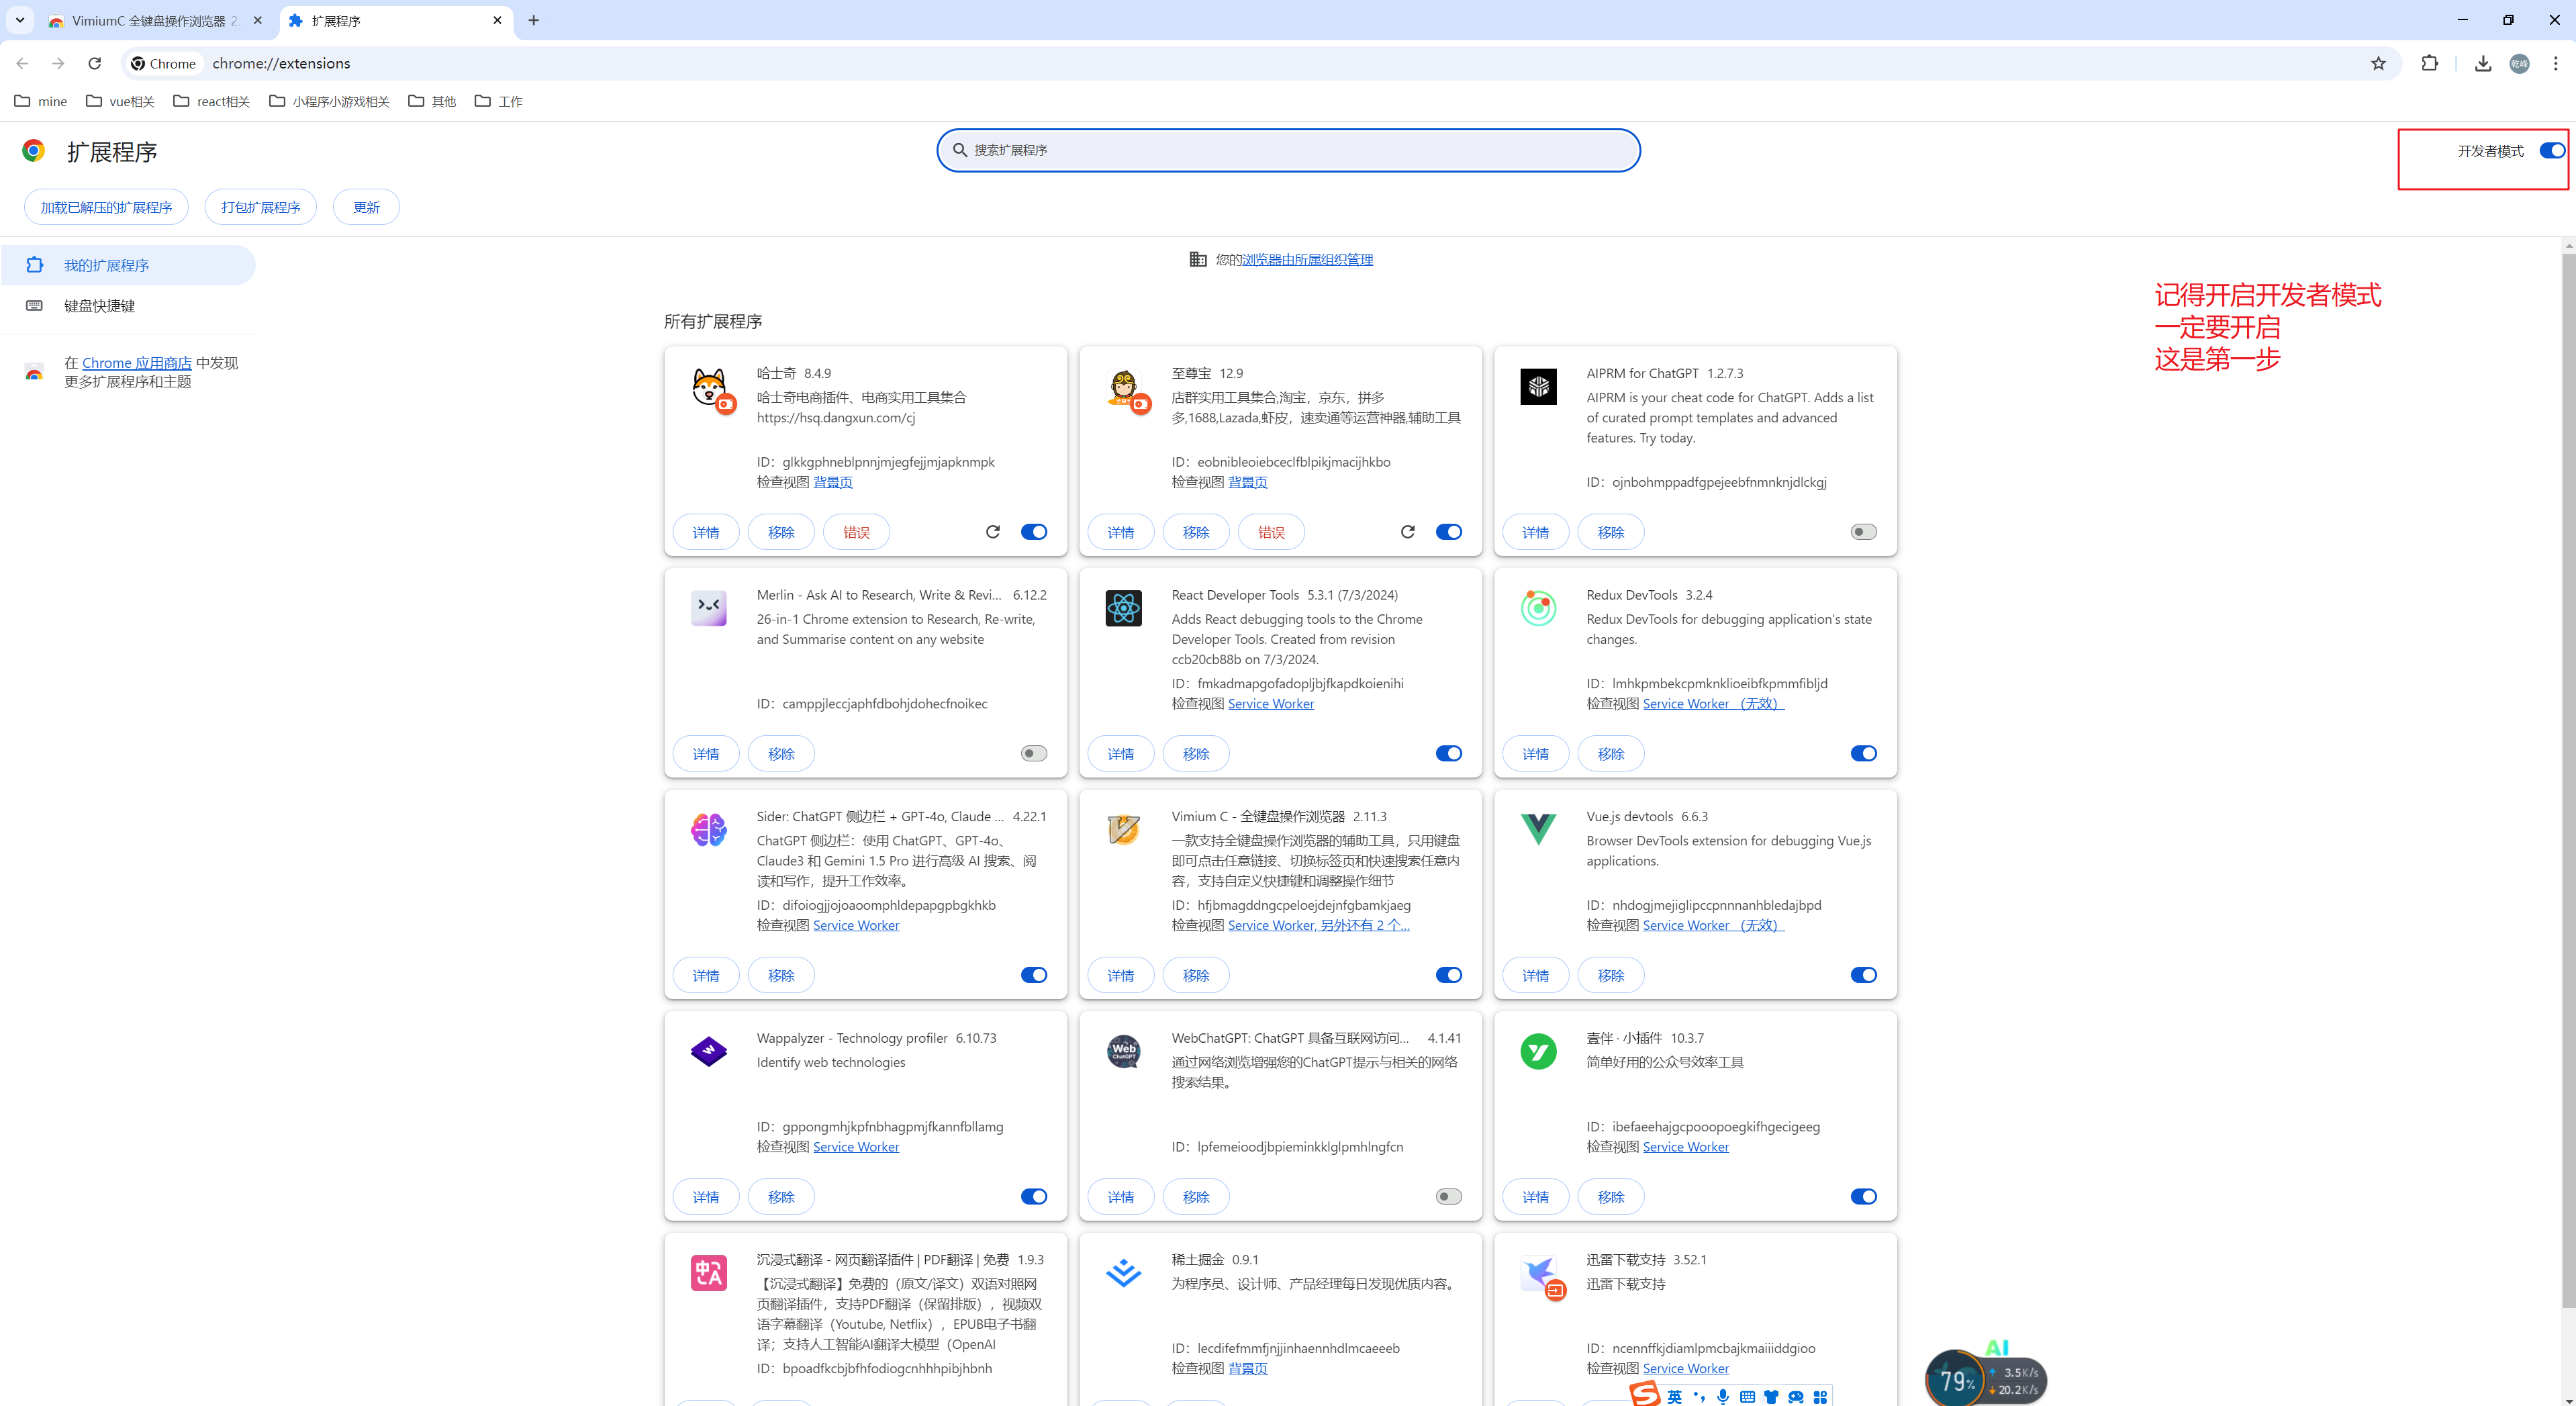 VimiumC 全键盘操作浏览器 2
扩展程序
Chrome
chrome://extensions
乾峰
mine
vue相关
react相关
小程序小游戏相关
其他
工作
扩展程序
搜索扩展程序
开发者模式
加载已解压的扩展程序
打包扩展程序
更新
我的扩展程序
键盘快捷键
在 Chrome 应用商店 中发现
更多扩展程序和主题
您的浏览器由所属组织管理
记得开启开发者模式
一定要开启
这是第一步
所有扩展程序
哈士奇 8.4.9
哈士奇电商插件、电商实用工具集合
https://hsq.dangxun.com/cj
ID：glkkgphneblpnnjmjegfejjmjapknmpk
检查视图 背景页
详情
移除
错误
至尊宝 12.9
店群实用工具集合,淘宝，京东，拼多
多,1688,Lazada,虾皮，速卖通等运营神器,辅助工具
ID：eobnibleoiebceclfblpikjmacijhkbo
检查视图 背景页
详情
移除
错误
AIPRM for ChatGPT 1.2.7.3
AIPRM is your cheat code for ChatGPT. Adds a list
of curated prompt templates and advanced
features. Try today.
ID：ojnbohmppadfgpejeebfnmnknjdlckgj
详情
移除
Merlin - Ask AI to Research, Write & Revi... 6.12.2
26-in-1 Chrome extension to Research, Re-write,
and Summarise content on any website
ID：camppjleccjaphfdbohjdohecfnoikec
详情
移除
React Developer Tools 5.3.1 (7/3/2024)
Adds React debugging tools to the Chrome
Developer Tools. Created from revision
ccb20cb88b on 7/3/2024.
ID：fmkadmapgofadopljbjfkapdkoienihi
检查视图 Service Worker
详情
移除
Redux DevTools 3.2.4
Redux DevTools for debugging application's state
changes.
ID：lmhkpmbekcpmknklioeibfkpmmfibljd
检查视图 Service Worker （无效）
详情
移除
Sider: ChatGPT 侧边栏 + GPT-4o, Claude ... 4.22.1
ChatGPT 侧边栏：使用 ChatGPT、GPT-4o、
Claude3 和 Gemini 1.5 Pro 进行高级 AI 搜索、阅
读和写作，提升工作效率。
ID：difoiogjjojoaoomphldepapgpbgkhkb
检查视图 Service Worker
详情
移除
Vimium C - 全键盘操作浏览器 2.11.3
一款支持全键盘操作浏览器的辅助工具，只用键盘
即可点击任意链接、切换标签页和快速搜索任意内
容，支持自定义快捷键和调整操作细节
ID：hfjbmagddngcpeloejdejnfgbamkjaeg
检查视图 Service Worker, 另外还有 2 个...
详情
移除
Vue.js devtools 6.6.3
Browser DevTools extension for debugging Vue.js
applications.
ID：nhdogjmejiglipccpnnnanhbledajbpd
检查视图 Service Worker （无效）
详情
移除
Wappalyzer - Technology profiler 6.10.73
Identify web technologies
ID：gppongmhjkpfnbhagpmjfkannfbllamg
检查视图 Service Worker
详情
移除
Web
ChatGPT
WebChatGPT: ChatGPT 具备互联网访问... 4.1.41
通过网络浏览增强您的ChatGPT提示与相关的网络
搜索结果。
ID：lpfemeioodjbpieminkklglpmhlngfcn
详情
移除
壹伴 · 小插件 10.3.7
简单好用的公众号效率工具
ID：ibefaeehajgcpooopoegkifhgecigeeg
检查视图 Service Worker
详情
移除
中A
沉浸式翻译 - 网页翻译插件 | PDF翻译 | 免费 1.9.3
【沉浸式翻译】免费的（原文/译文）双语对照网
页翻译插件，支持PDF翻译（保留排版），视频双
语字幕翻译（Youtube, Netflix），EPUB电子书翻
译；支持人工智能AI翻译大模型（OpenAI
ID：bpoadfkcbjbfhfodiogcnhhhpibjhbnh
稀土掘金 0.9.1
为程序员、设计师、产品经理每日发现优质内容。
ID：lecdifefmmfjnjjinhaennhdlmcaeeeb
检查视图 背景页
迅雷下载支持 3.52.1
迅雷下载支持
ID：ncennffkjdiamlpmcbajkmaiiiddgioo
检查视图 Service Worker
英
AI
79%
3.5K/s
20.2K/s